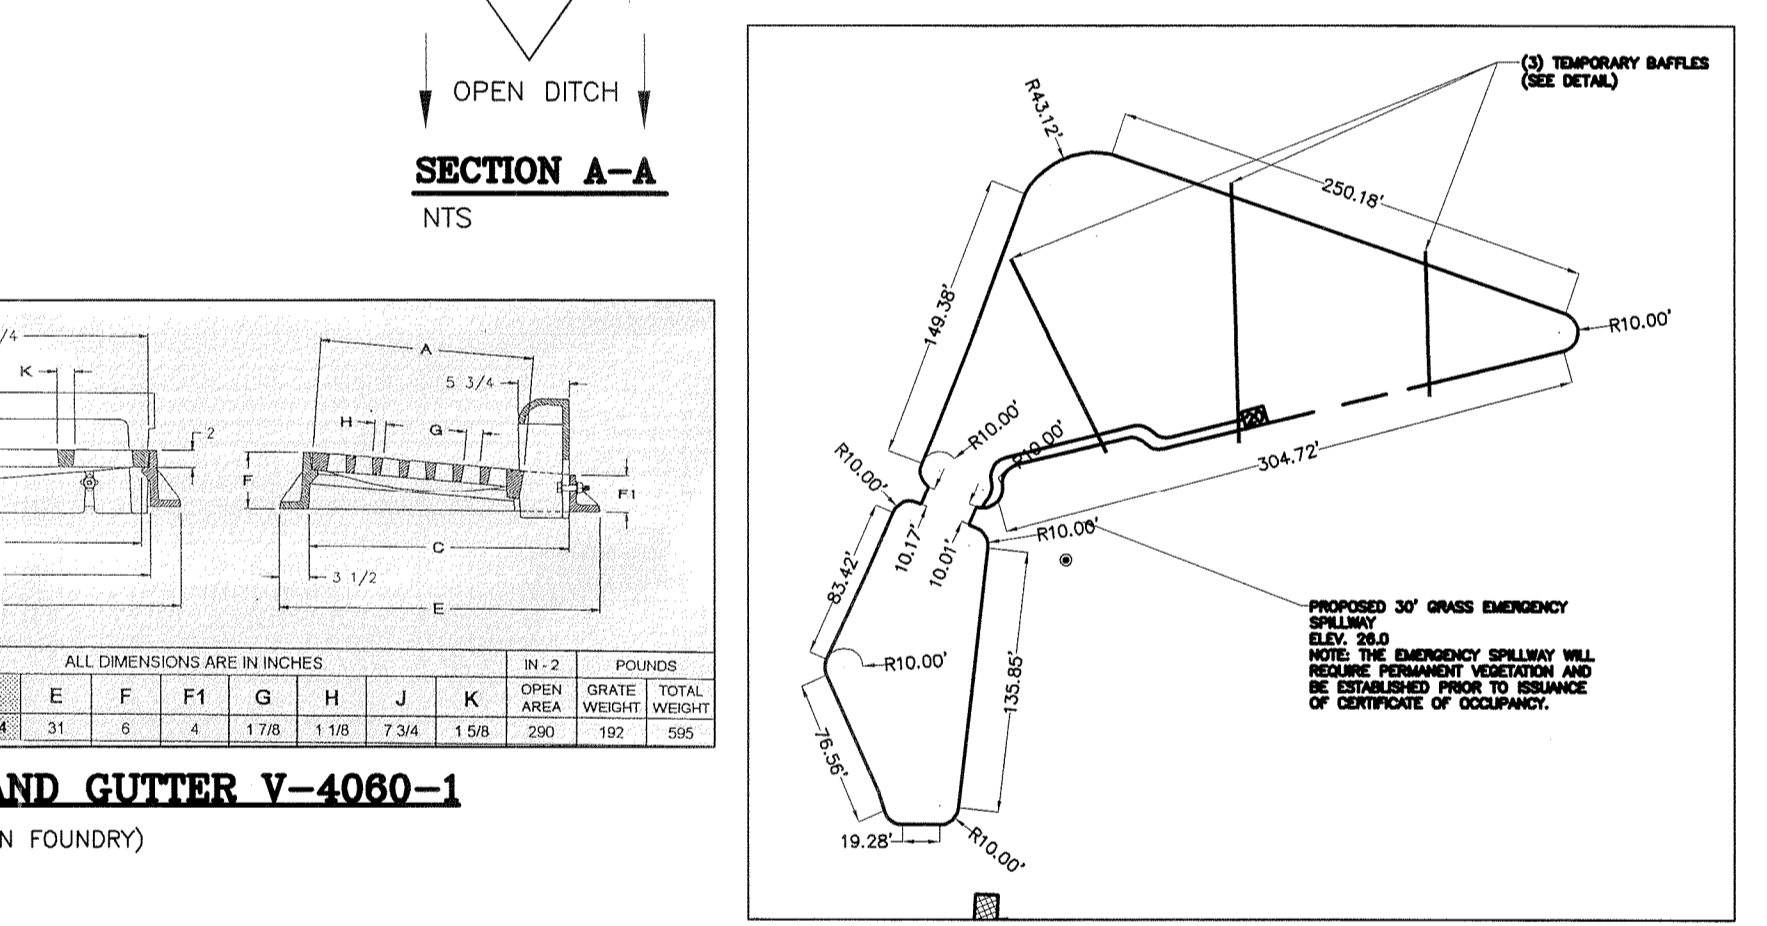 OPEN DITCH
SECTION A-A
NTS
/4
K
2
A
5 3/4
H
G
F
F1
C
3 1/2
E
ALL DIMENSIONS ARE IN INCHES
IN - 2
POUNDS
E
F
F1
G
H
J
K
OPEN AREA
GRATE WEIGHT
TOTAL WEIGHT
4
31
6
4
1 7/8
1 1/8
7 3/4
1 5/8
290
192
595
AND GUTTER V-4060-1
N FOUNDRY)
(3) TEMPORARY BAFFLES
(SEE DETAIL)
R43.12'
250.18'
149.38'
R10.00'
R10.00'
R10.00'
R10.00'
20
304.72'
10.17'
10.01'
R10.00'
83.42'
R10.00'
135.85'
76.56'
19.28'
R10.00'
PROPOSED 30' GRASS EMERGENCY
SPILLWAY
ELEV. 26.0
NOTE: THE EMERGENCY SPILLWAY WILL
REQUIRE PERMANENT VEGETATION AND
BE ESTABLISHED PRIOR TO ISSUANCE
OF CERTIFICATE OF OCCUPANCY.